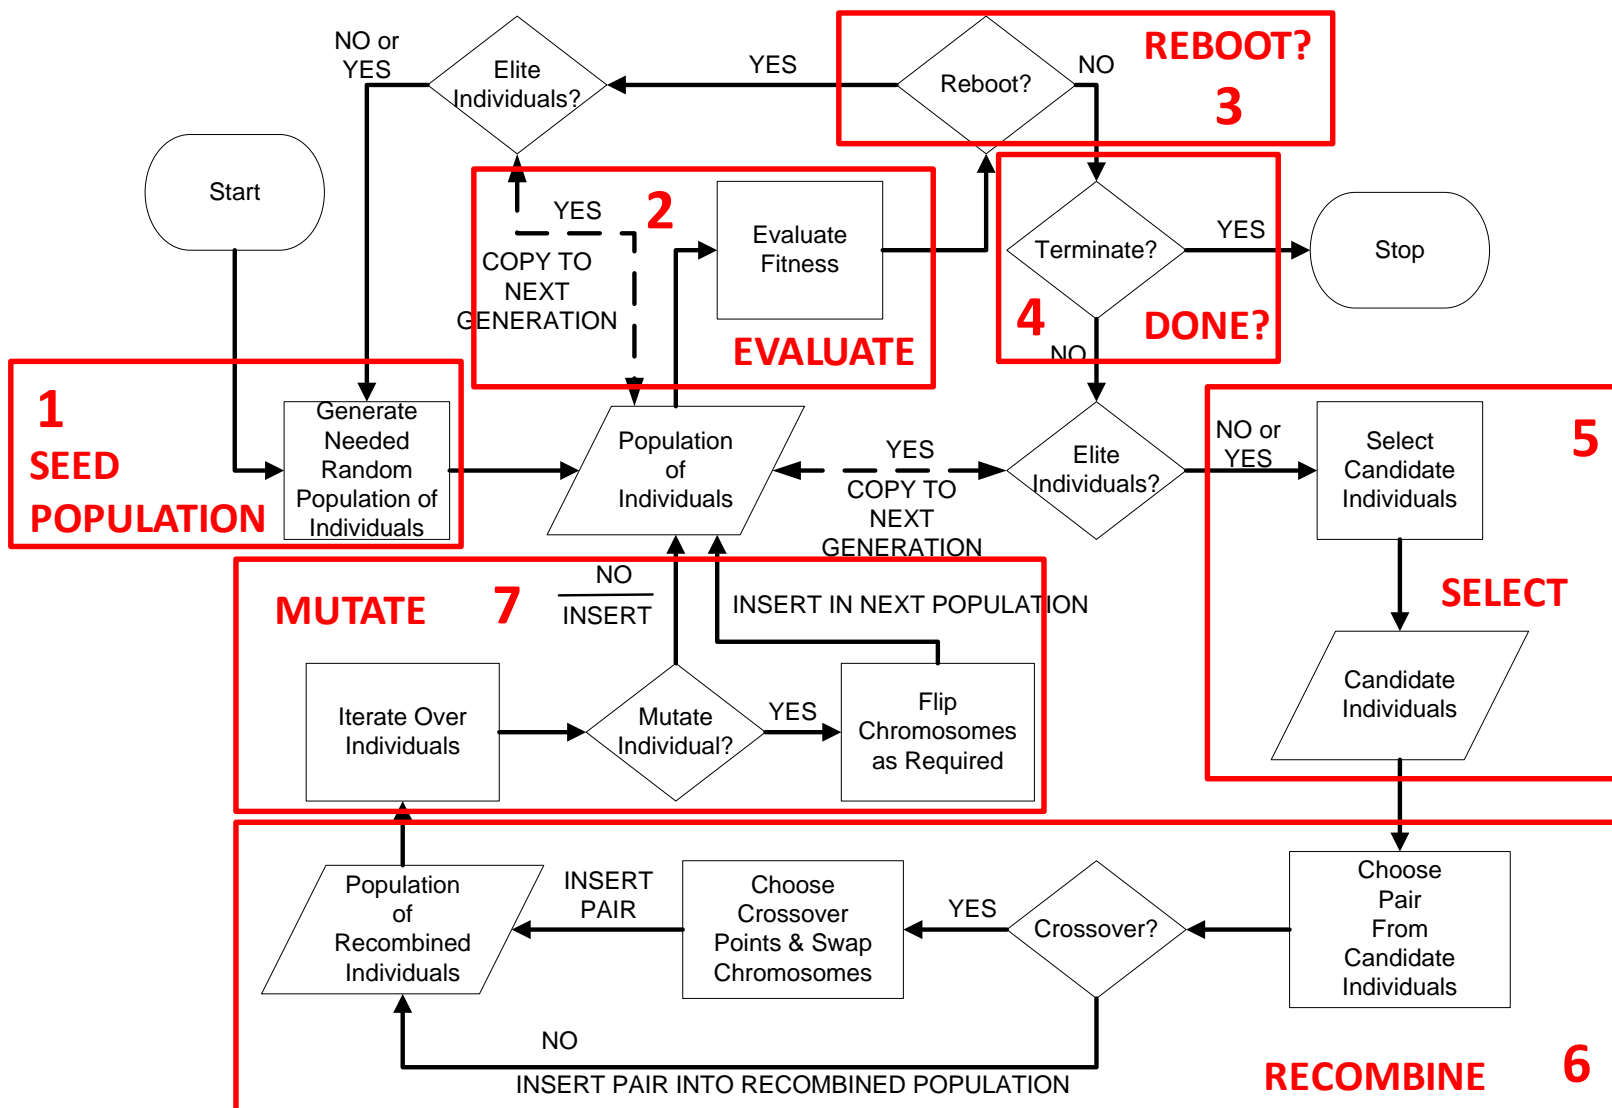 NO or
YES
Elite
Individuals?
YES
Reboot?
NO
REBOOT?
3
Start
YES
COPY TO
NEXT
GENERATION
2
Evaluate
Fitness
EVALUATE
Terminate?
YES
Stop
4
DONE?
NO
1
SEED
POPULATION
Generate
Needed
Random
Population of
Individuals
Population
of
Individuals
YES
COPY TO
NEXT
GENERATION
Elite
Individuals?
NO or
YES
Select
Candidate
Individuals
5
SELECT
Candidate
Individuals
MUTATE
7
NO
INSERT
INSERT IN NEXT POPULATION
Iterate Over
Individuals
Mutate
Individual?
YES
Flip
Chromosomes
as Required
Population
of
Recombined
Individuals
INSERT
PAIR
Choose
Crossover
Points & Swap
Chromosomes
YES
Crossover?
Choose
Pair
From
Candidate
Individuals
NO
INSERT PAIR INTO RECOMBINED POPULATION
RECOMBINE
6